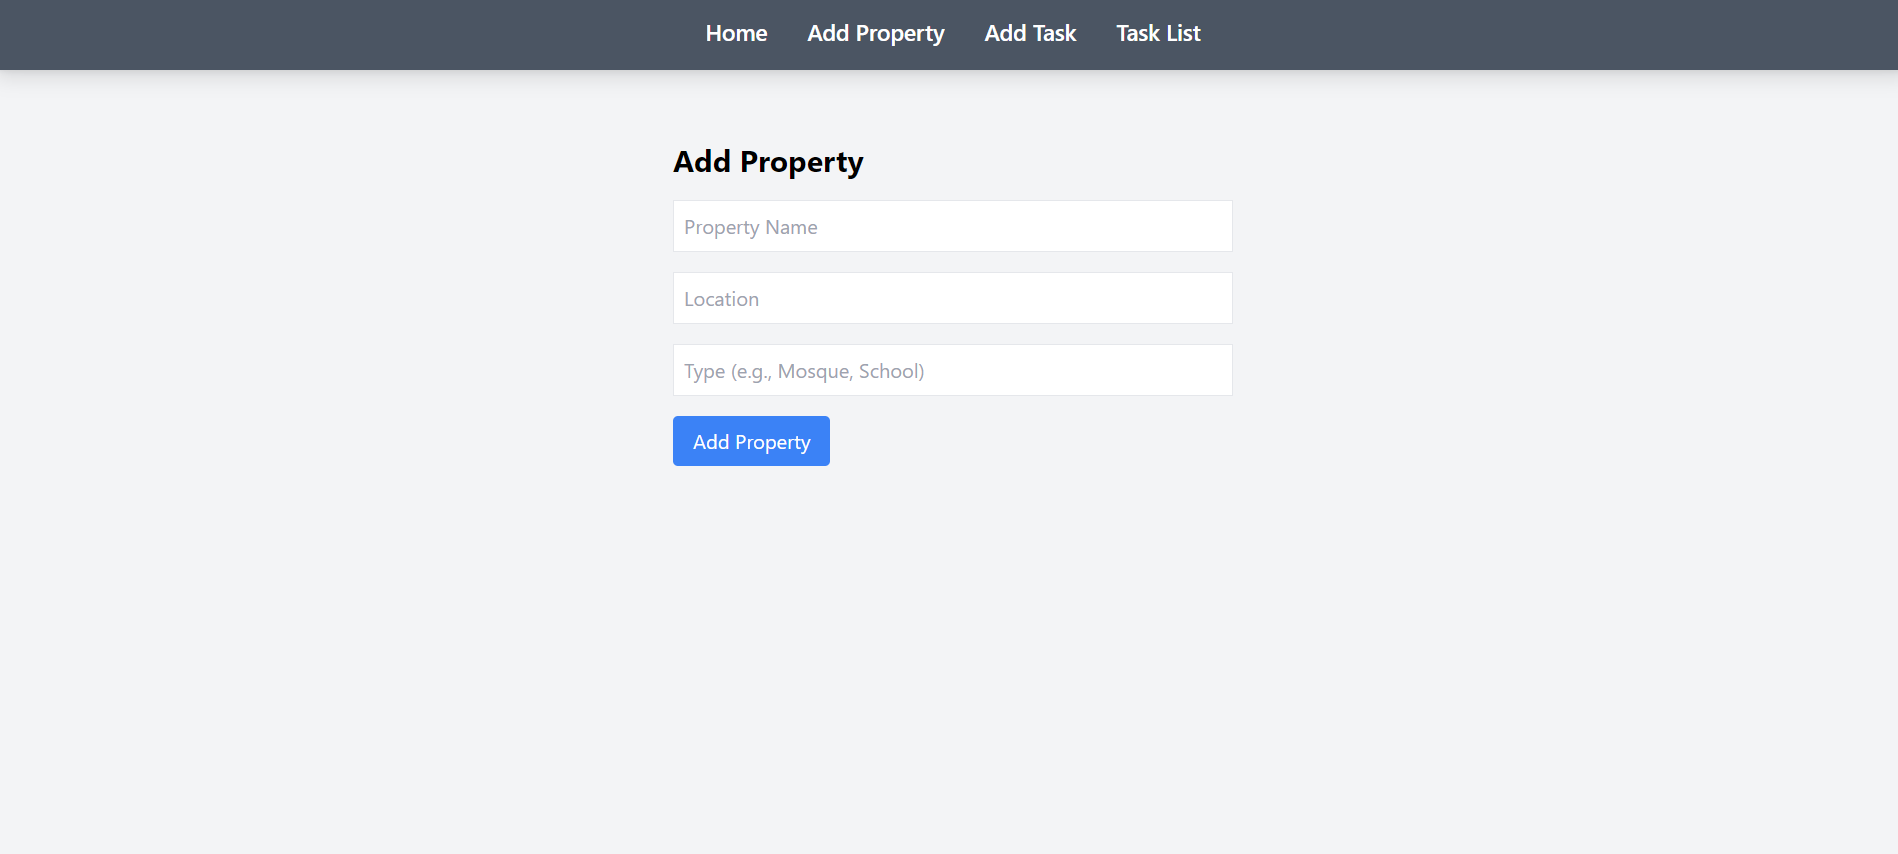 Home Add Property Add Task Task List
Add Property
Property Name
Location
Type (e.g., Mosque, School)
Add Property